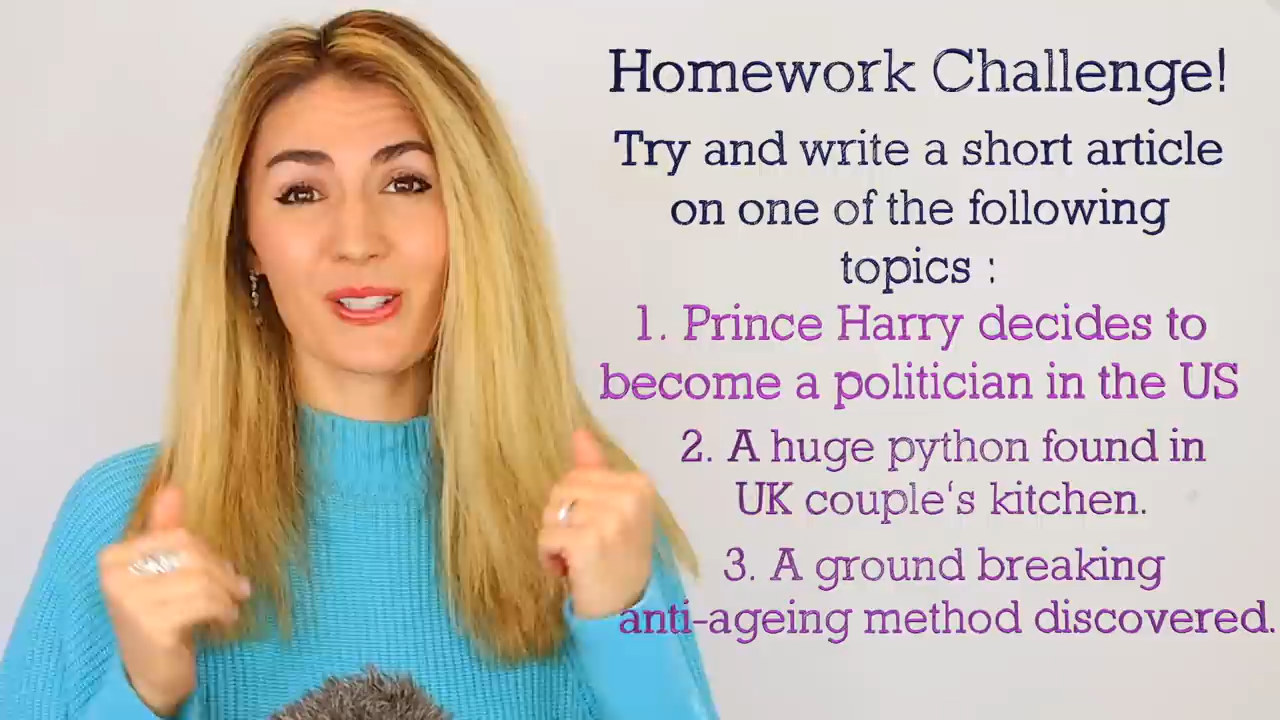 Homework Challenge!
Try and write a short article
on one of the following
topics :
1. Prince Harry decides to
become a politician in the US
2. A huge python found in
UK couple's kitchen.
3. A ground breaking
anti-ageing method discovered.